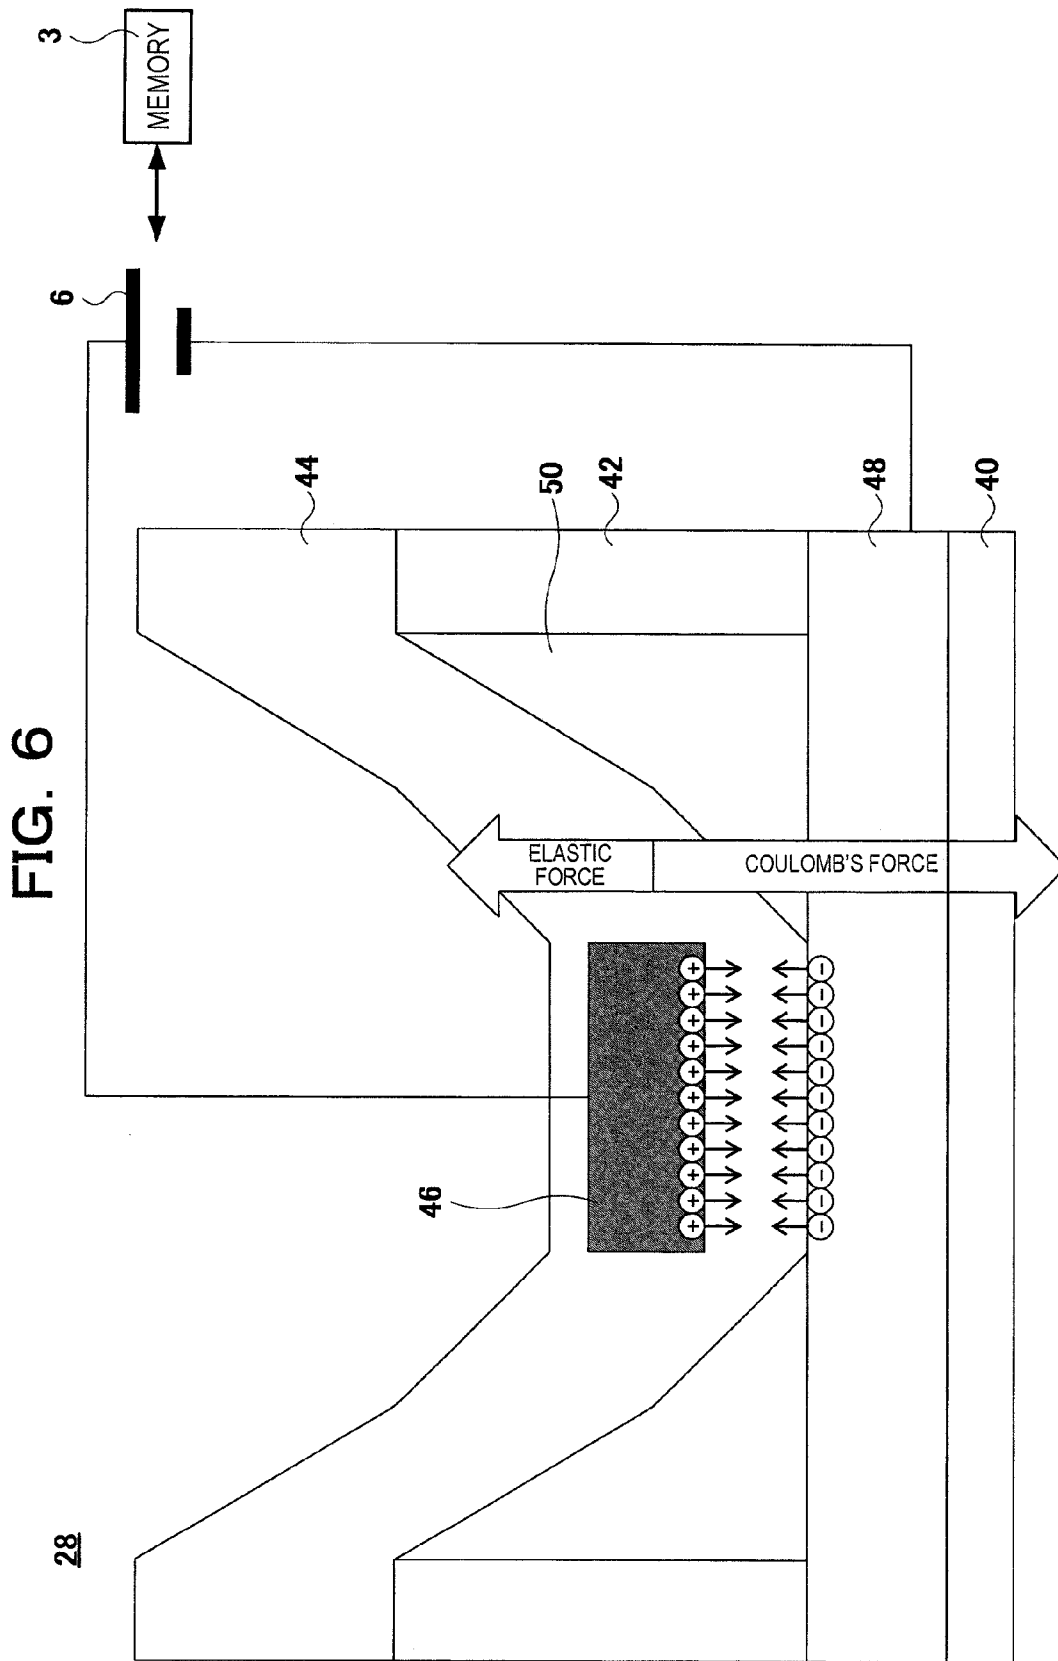 FIG. 6
28
3
MEMORY
6
44
50
42
48
40
46
ELASTIC
FORCE
COULOMB'S FORCE
+ + + + + + + + + + +
− − − − − − − − − − −